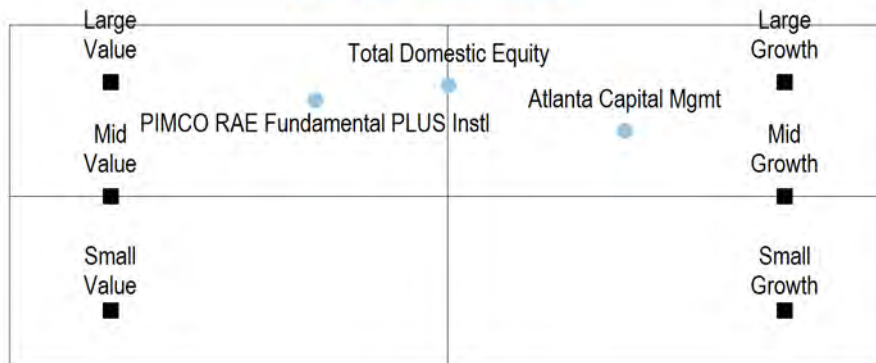 Large
Value
Large
Growth
Total Domestic Equity
Atlanta Capital Mgmt
PIMCO RAE Fundamental PLUS Instl
Mid
Value
Mid
Growth
Small
Value
Small
Growth